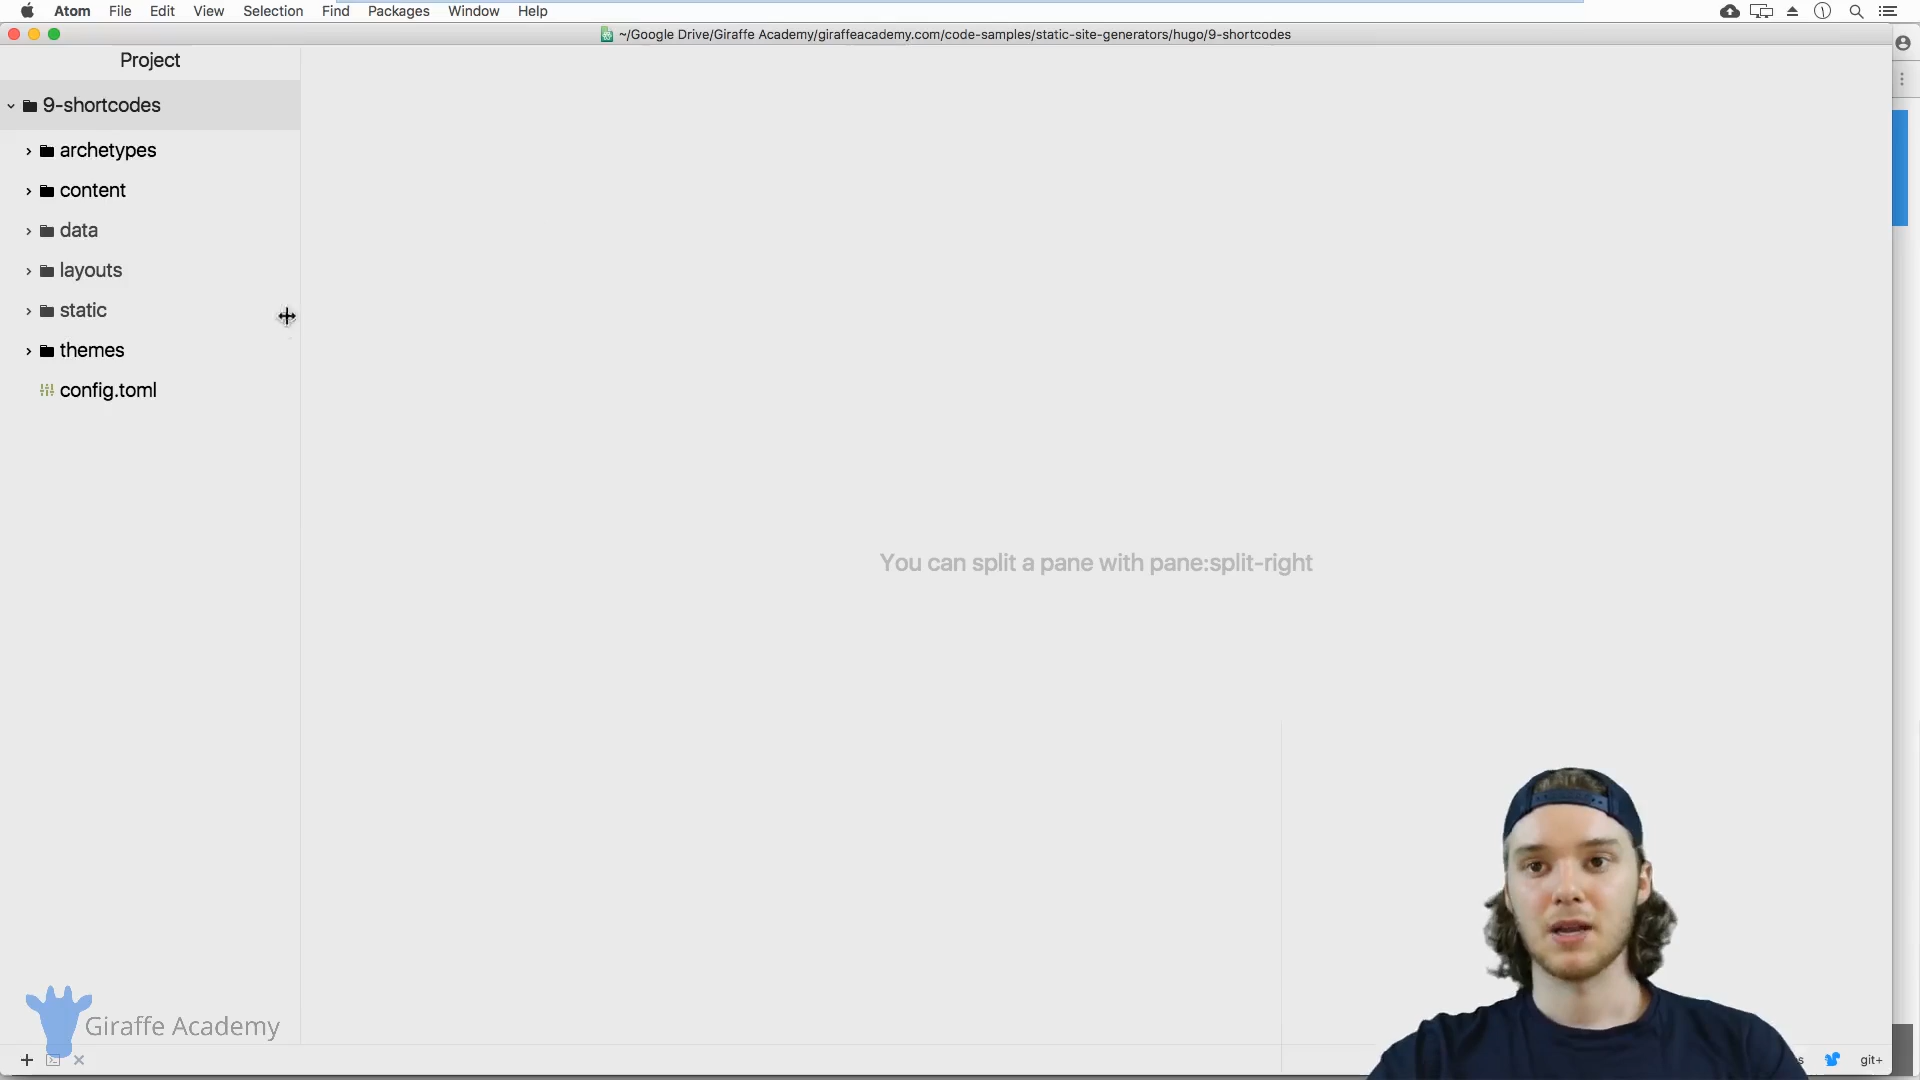 Atom File Edit View Selection Find Packages Window Help
~/Google Drive/Giraffe Academy/giraffeacademy.com/code-samples/static-site-generators/hugo/9-shortcodes
Project
9-shortcodes
archetypes
content
data
layouts
static
themes
config.toml
You can split a pane with pane:split-right
Giraffe Academy
git+